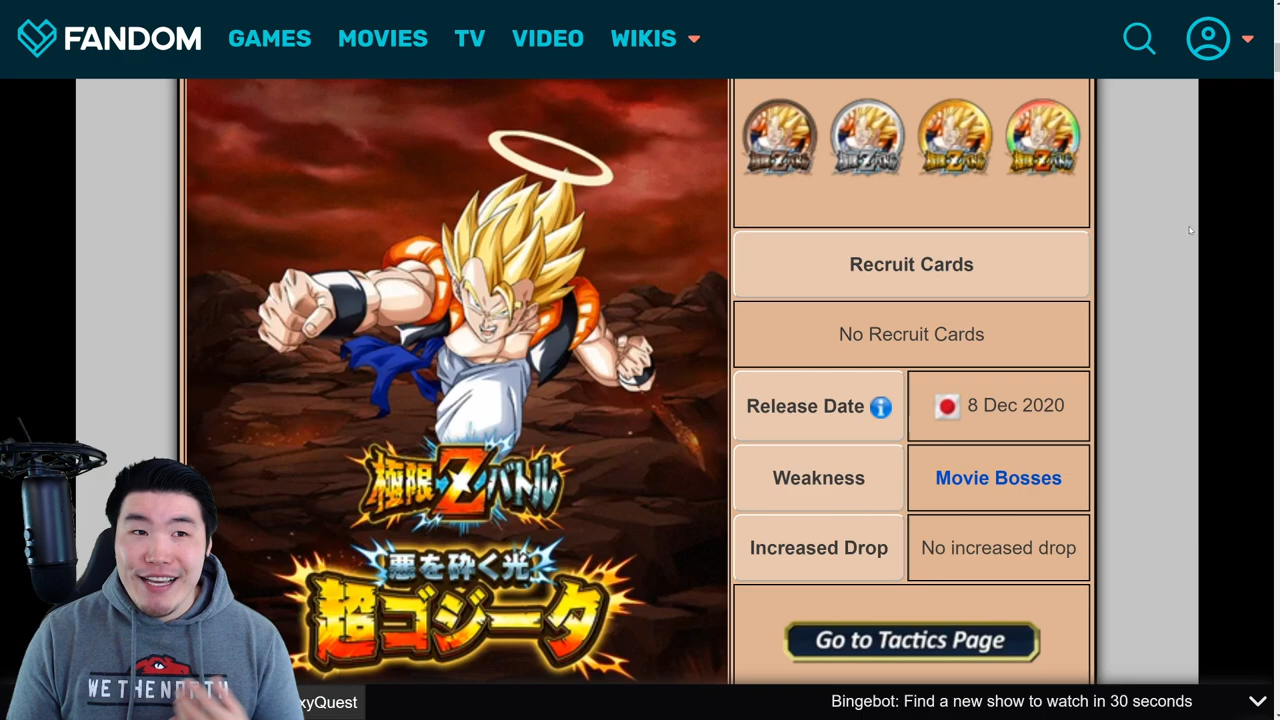 FANDOM GAMES MOVIES TV VIDEO WIKIS
Recruit Cards
No Recruit Cards
Release Date i 8 Dec 2020
Weakness Movie Bosses
Increased Drop No increased drop
Go to Tactics Page
極限Zバトル
悪を砕く光
超ゴジータ
WE THE NORTH
xyQuest
Bingebot: Find a new show to watch in 30 seconds